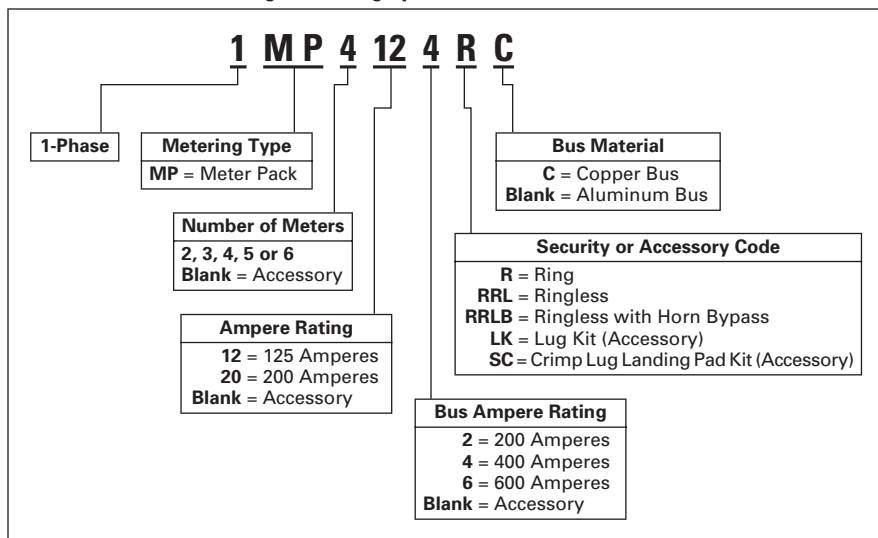 1 MP 4 12 4 R C
1-Phase
Metering Type
MP = Meter Pack
Number of Meters
2, 3, 4, 5 or 6
Blank = Accessory
Ampere Rating
12 = 125 Amperes
20 = 200 Amperes
Blank = Accessory
Bus Ampere Rating
2 = 200 Amperes
4 = 400 Amperes
6 = 600 Amperes
Blank = Accessory
Security or Accessory Code
R = Ring
RRL = Ringless
RRLB = Ringless with Horn Bypass
LK = Lug Kit (Accessory)
SC = Crimp Lug Landing Pad Kit (Accessory)
Bus Material
C = Copper Bus
Blank = Aluminum Bus